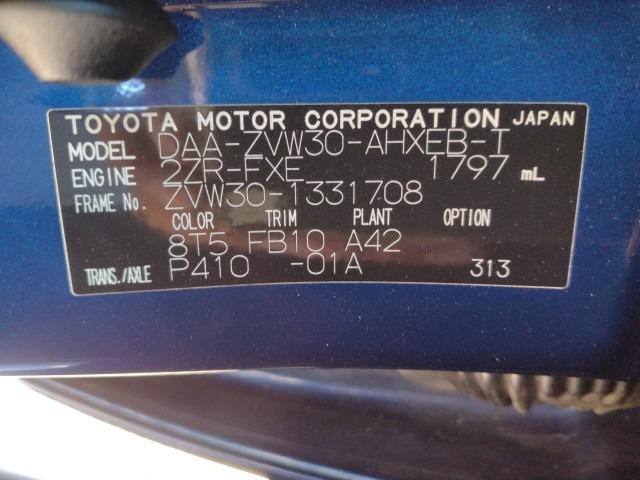 TOYOTA MOTOR CORPORATION JAPAN
MODEL DAA-ZVW30-AHXEB-T
ENGINE 2ZR-FXE 1797 mL
FRAME No. ZVW30-1331708
COLOR TRIM PLANT OPTION
8T5 FB10 A42
TRANS./AXLE P410 -01A 313